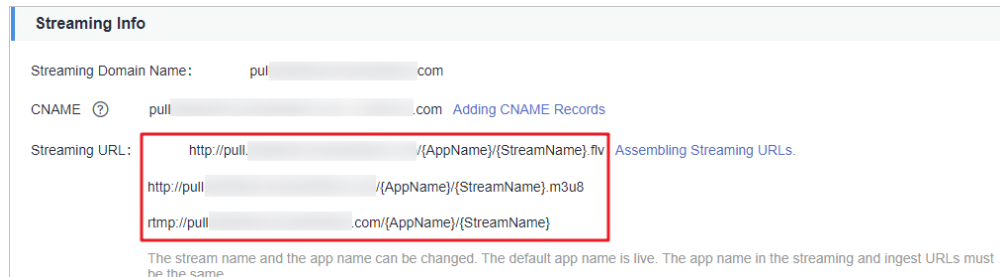 Streaming Info
Streaming Domain Name: pul com
CNAME ? pull .com Adding CNAME Records
Streaming URL: http://pull. /{AppName}/{StreamName}.flv Assembling Streaming URLs.
http://pull /{AppName}/{StreamName}.m3u8
rtmp://pull .com/{AppName}/{StreamName}
The stream name and the app name can be changed. The default app name is live. The app name in the streaming and ingest URLs must
be the same